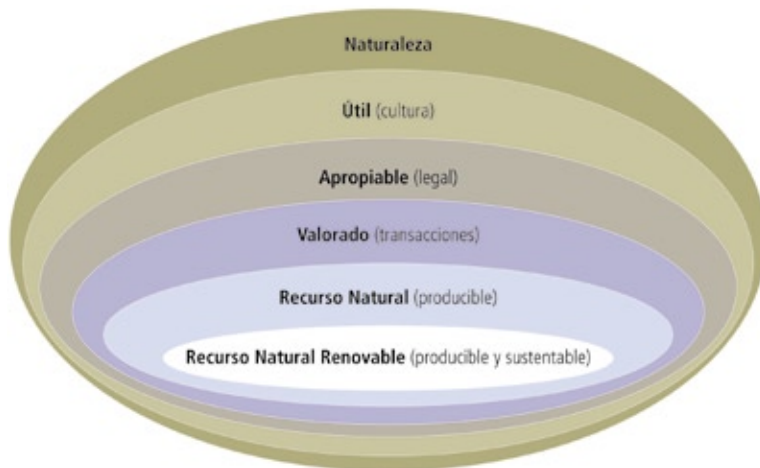 Naturaleza
Útil (cultura)
Apropiable (legal)
Valorado (transacciones)
Recurso Natural (producible)
Recurso Natural Renovable (producible y sustentable)